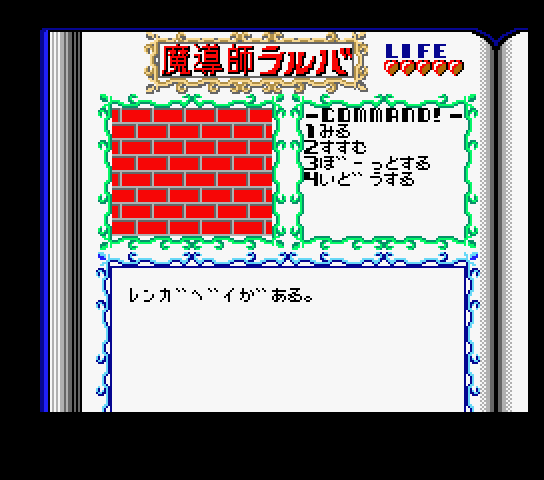 魔導師ラルバ
LIFE
-COMMAND!-
1みる
2すすむ
3ぼーっとする
4いどうする
レンガベイがある。